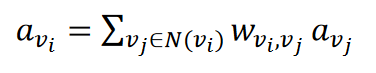 𝑎_{𝑣_𝑖} = ∑_{𝑣_𝑗∈𝑁(𝑣_𝑖)} 𝑤_{𝑣_𝑖,𝑣_𝑗} 𝑎_{𝑣_𝑗}